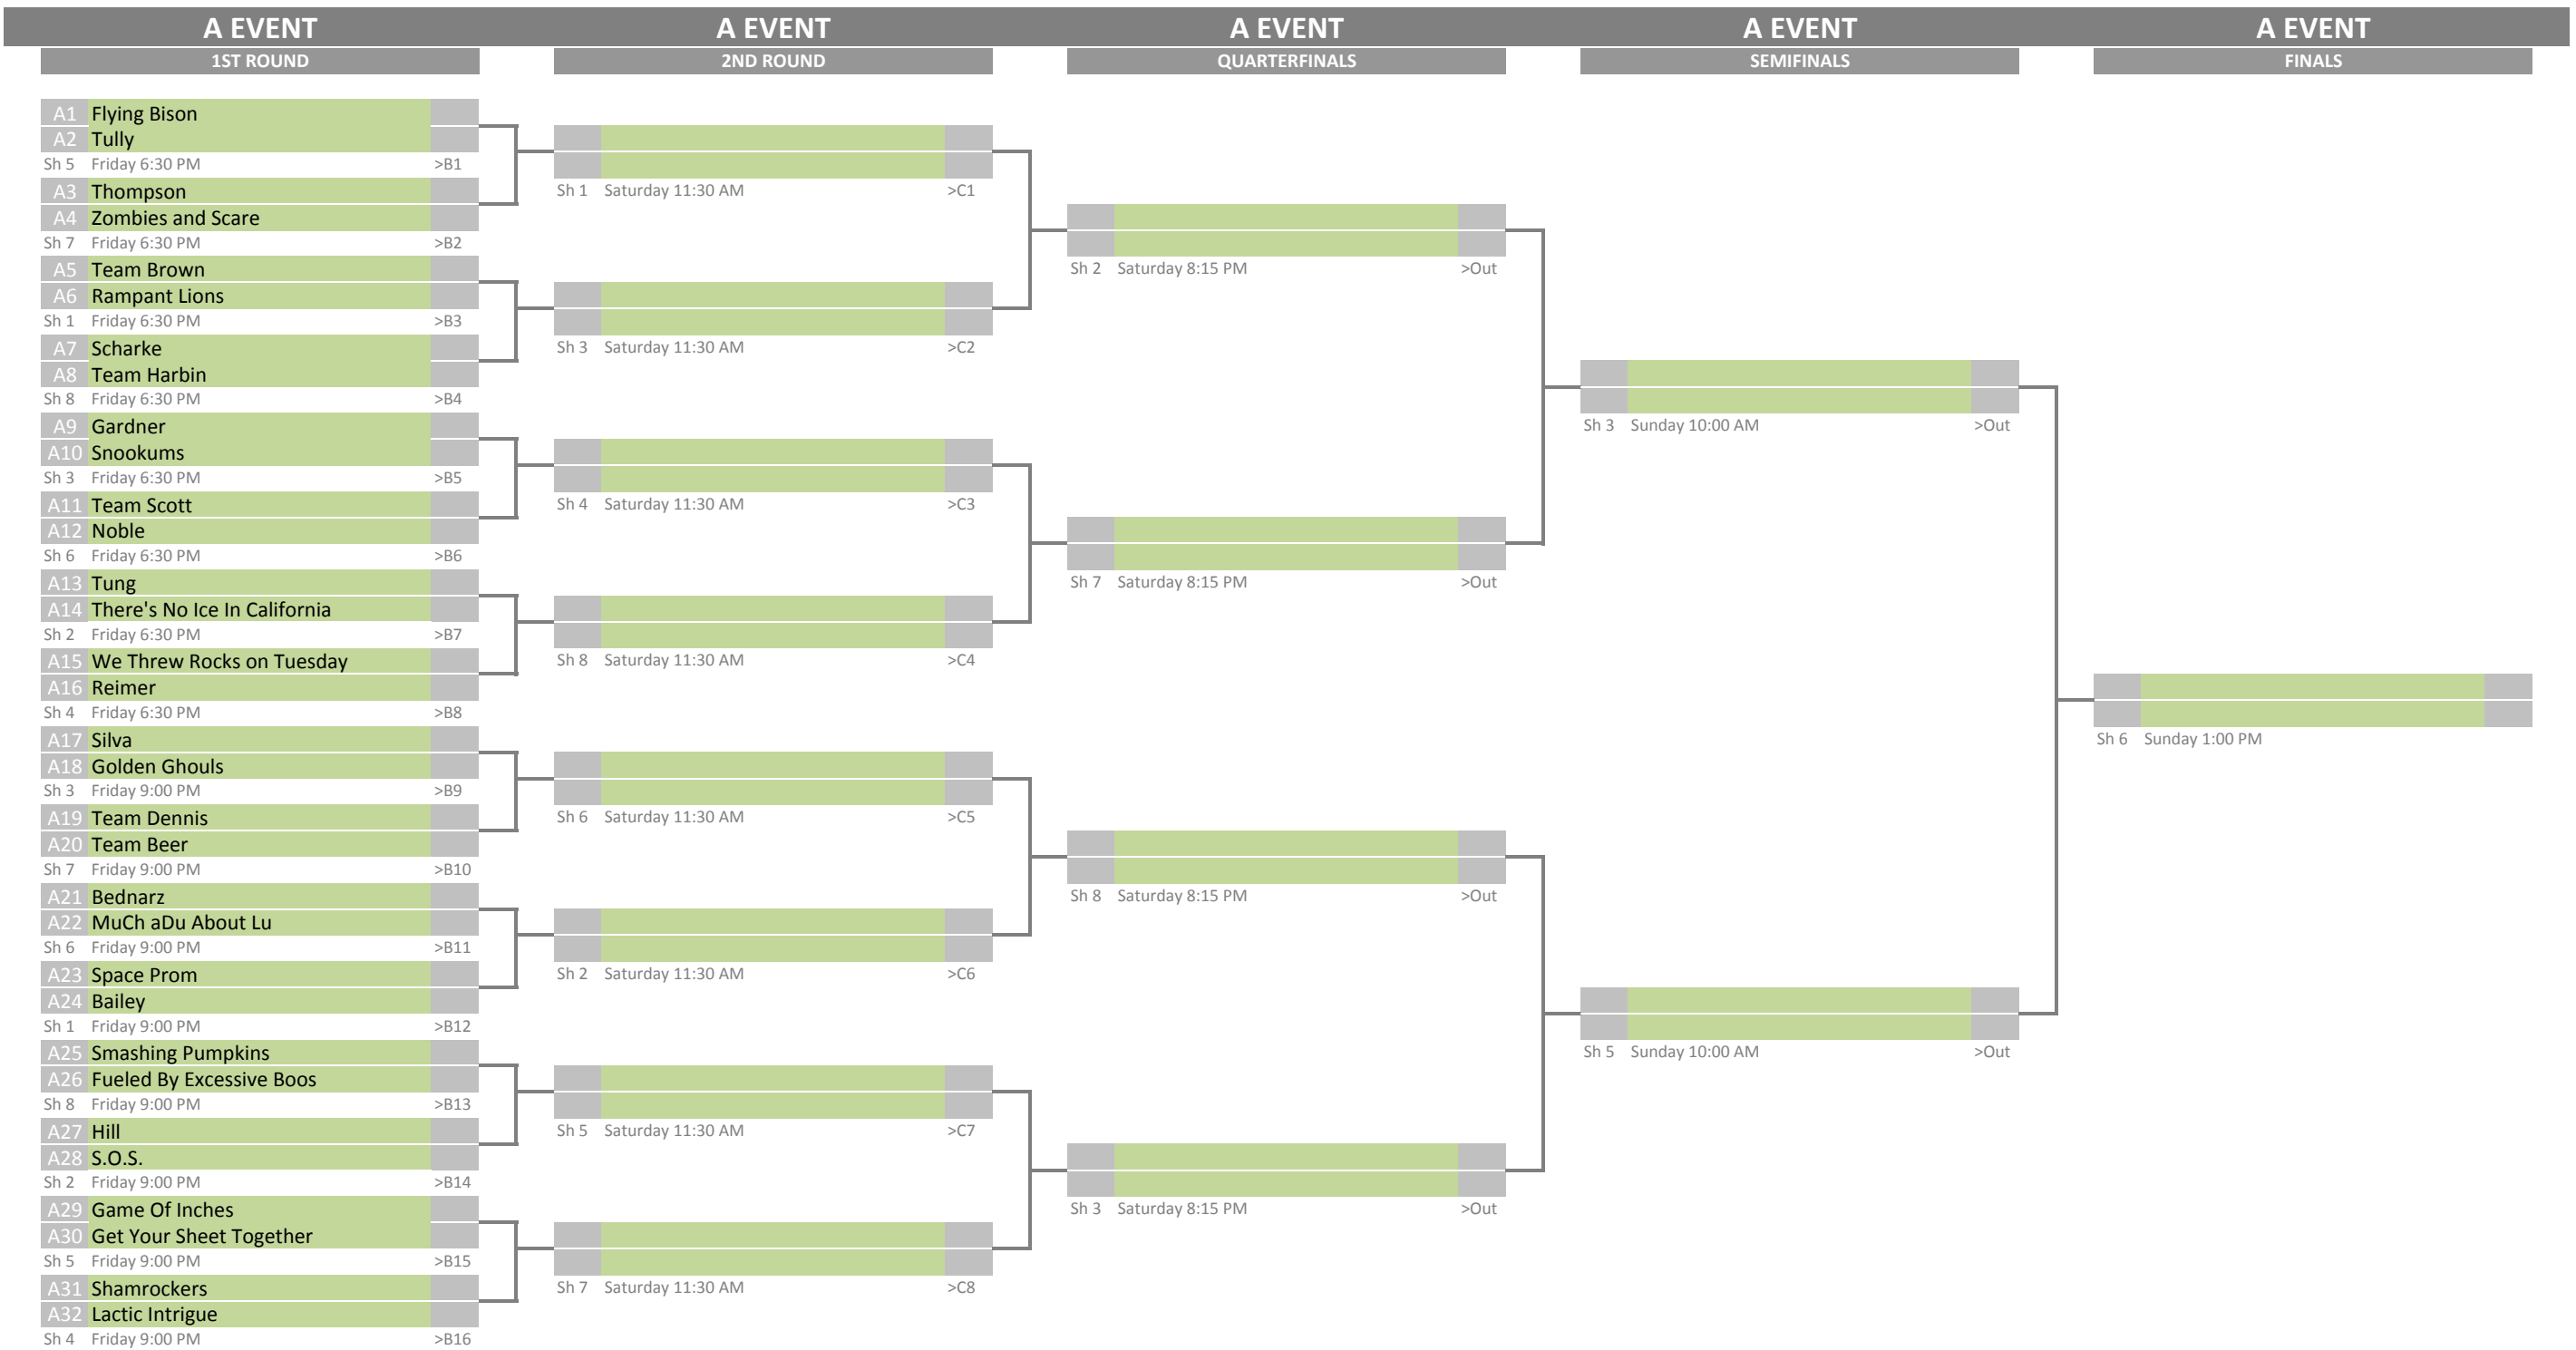 A EVENT A EVENT A EVENT A EVENT A EVENT
1ST ROUND 2ND ROUND QUARTERFINALS SEMIFINALS FINALS
A1 Flying Bison
A2 Tully
Sh 5 Friday 6:30 PM >B1
A3 Thompson
A4 Zombies and Scare
Sh 7 Friday 6:30 PM >B2
A5 Team Brown
A6 Rampant Lions
Sh 1 Friday 6:30 PM >B3
A7 Scharke
A8 Team Harbin
Sh 8 Friday 6:30 PM >B4
A9 Gardner
A10 Snookums
Sh 3 Friday 6:30 PM >B5
A11 Team Scott
A12 Noble
Sh 6 Friday 6:30 PM >B6
A13 Tung
A14 There's No Ice In California
Sh 2 Friday 6:30 PM >B7
A15 We Threw Rocks on Tuesday
A16 Reimer
Sh 4 Friday 6:30 PM >B8
A17 Silva
A18 Golden Ghouls
Sh 3 Friday 9:00 PM >B9
A19 Team Dennis
A20 Team Beer
Sh 7 Friday 9:00 PM >B10
A21 Bednarz
A22 MuCh aDu About Lu
Sh 6 Friday 9:00 PM >B11
A23 Space Prom
A24 Bailey
Sh 1 Friday 9:00 PM >B12
A25 Smashing Pumpkins
A26 Fueled By Excessive Boos
Sh 8 Friday 9:00 PM >B13
A27 Hill
A28 S.O.S.
Sh 2 Friday 9:00 PM >B14
A29 Game Of Inches
A30 Get Your Sheet Together
Sh 5 Friday 9:00 PM >B15
A31 Shamrockers
A32 Lactic Intrigue
Sh 4 Friday 9:00 PM >B16
Sh 1 Saturday 11:30 AM >C1
Sh 3 Saturday 11:30 AM >C2
Sh 4 Saturday 11:30 AM >C3
Sh 8 Saturday 11:30 AM >C4
Sh 6 Saturday 11:30 AM >C5
Sh 2 Saturday 11:30 AM >C6
Sh 5 Saturday 11:30 AM >C7
Sh 7 Saturday 11:30 AM >C8
Sh 2 Saturday 8:15 PM >Out
Sh 7 Saturday 8:15 PM >Out
Sh 8 Saturday 8:15 PM >Out
Sh 3 Saturday 8:15 PM >Out
Sh 3 Sunday 10:00 AM >Out
Sh 5 Sunday 10:00 AM >Out
Sh 6 Sunday 1:00 PM